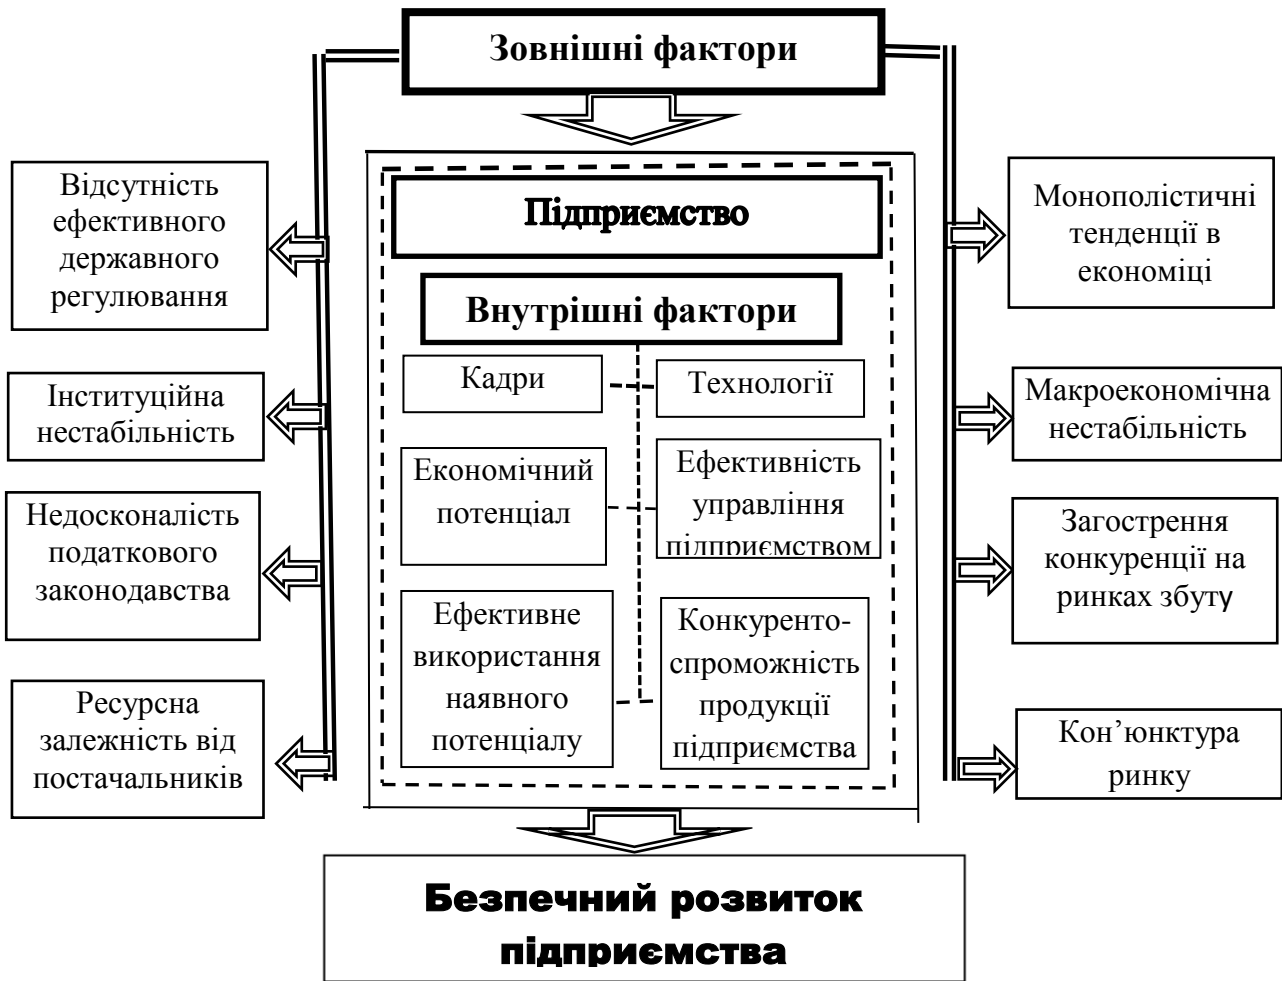 Зовнішні фактори
Відсутність
ефективного
державного
регулювання
Інституційна
нестабільність
Недосконалість
податкового
законодавства
Ресурсна
залежність від
постачальників
Підприємство
Внутрішні фактори
Кадри
Технології
Економічний
потенціал
Ефективність
управління
підприємством
Ефективне
використання
наявного
потенціалу
Конкуренто-
спроможність
продукції
підприємства
Монополістичні
тенденції в
економіці
Макроекономічна
нестабільність
Загострення
конкуренції на
ринках збуту
Кон’юнктура
ринку
Безпечний розвиток
підприємства